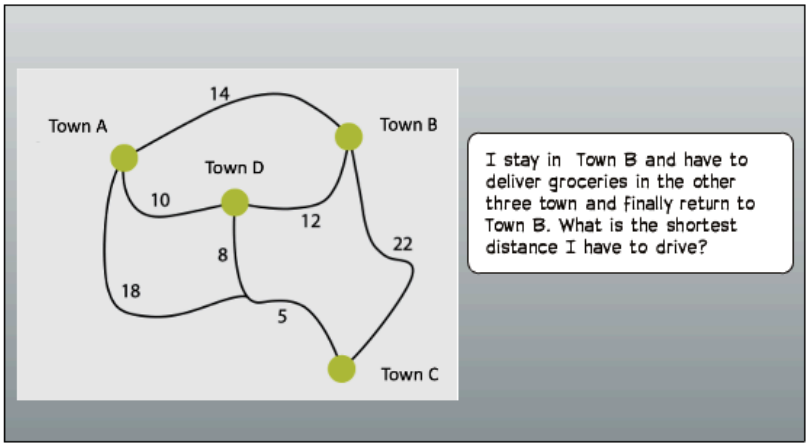 14
Town A
Town B
Town D
10
12
22
8
18
5
Town C
I stay in Town B and have to
deliver groceries in the other
three town and finally return to
Town B. What is the shortest
distance I have to drive?